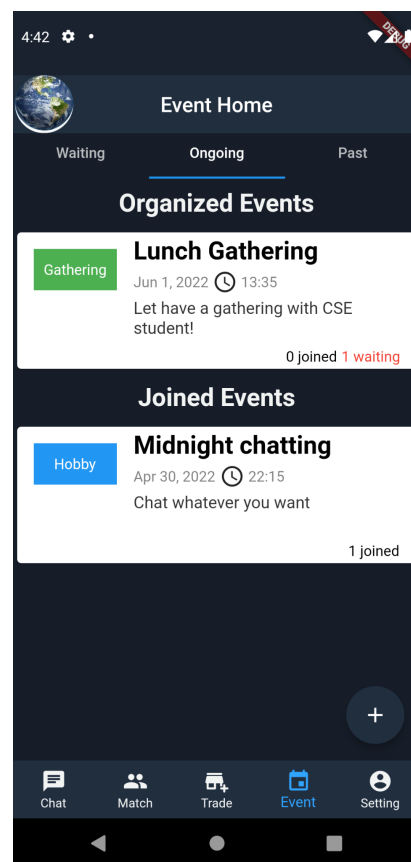 4:42
DEBUG
Event Home
Waiting Ongoing Past
Organized Events
Gathering
Lunch Gathering
Jun 1, 2022 13:35
Let have a gathering with CSE
student!
0 joined 1 waiting
Joined Events
Hobby
Midnight chatting
Apr 30, 2022 22:15
Chat whatever you want
1 joined
+
Chat Match Trade Event Setting